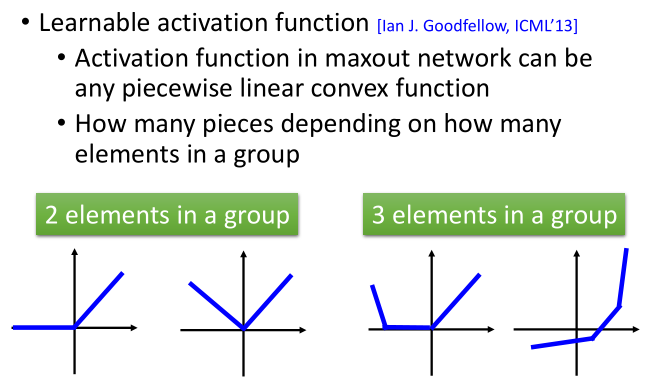 • Learnable activation function [Ian J. Goodfellow, ICML’13]
• Activation function in maxout network can be
any piecewise linear convex function
• How many pieces depending on how many
elements in a group
2 elements in a group
3 elements in a group